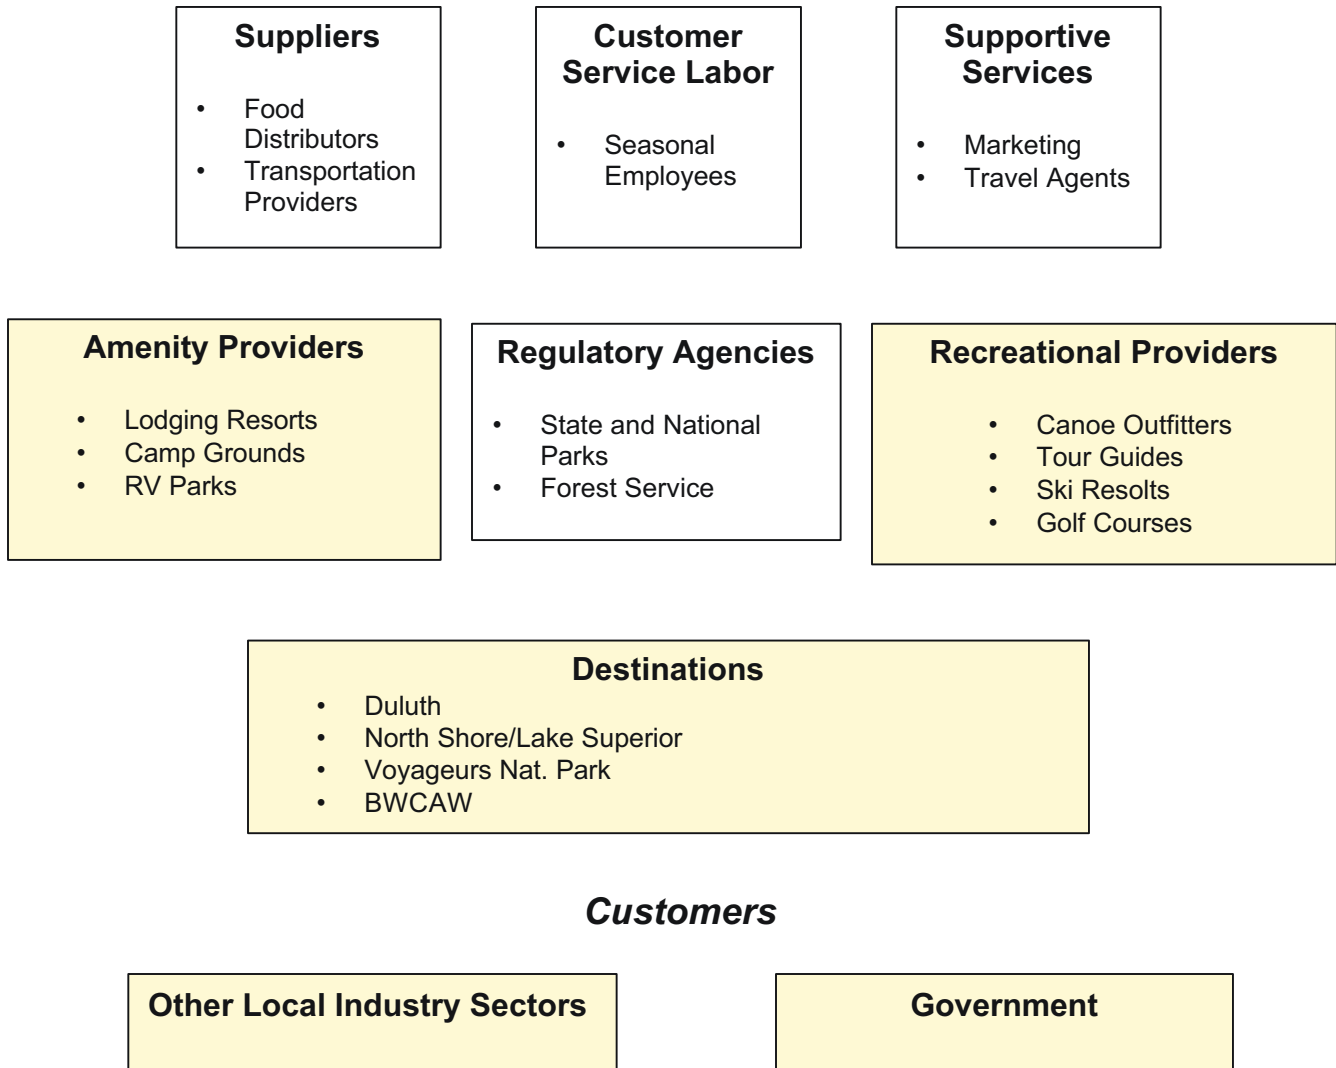 Suppliers
• Food
Distributors
• Transportation
Providers
Customer
Service Labor
• Seasonal
Employees
Supportive
Services
• Marketing
• Travel Agents
Amenity Providers
• Lodging Resorts
• Camp Grounds
• RV Parks
Regulatory Agencies
• State and National
Parks
• Forest Service
Recreational Providers
• Canoe Outfitters
• Tour Guides
• Ski Resolts
• Golf Courses
Destinations
• Duluth
• North Shore/Lake Superior
• Voyageurs Nat. Park
• BWCAW
Customers
Other Local Industry Sectors
Government